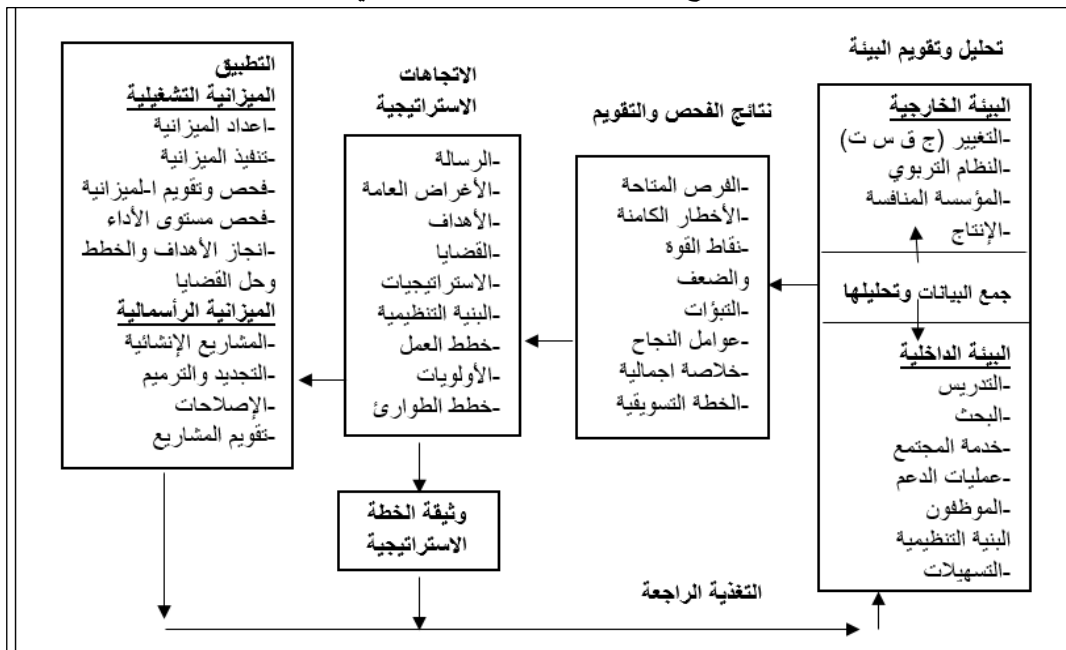 تحليل وتقويم البيئة
البيئة الخارجية
-التغيير (ج ق س ت)
-النظام التربوي
-المؤسسة المنافسة
-الإنتاج
جمع البيانات وتحليلها
البيئة الداخلية
-التدريس
-البحث
-خدمة المجتمع
-عمليات الدعم
-الموظفون
البنية التنظيمية
-التسهيلات
نتائج الفحص والتقويم
-الفرص المتاحة
-الأخطار الكامنة
-نقاط القوة
والضعف
-التبؤات
-عوامل النجاح
-خلاصة اجمالية
-الخطة التسويقية
الاتجاهات
الاستراتيجية
-الرسالة
-الأغراض العامة
-الأهداف
-القضايا
-الاستراتيجيات
-البنية التنظيمية
-خطط العمل
-الأولويات
-خطط الطوارئ
وثيقة الخطة
الاستراتيجية
التطبيق
الميزانية التشغيلية
-اعداد الميزانية
-تنفيذ الميزانية
-فحص وتقويم ا-لميزانية
-فحص مستوى الأداء
-انجاز الأهداف والخطط
وحل القضايا
الميزانية الرأسمالية
-المشاريع الإنشائية
-التجديد والترميم
-الإصلاحات
-تقويم المشاريع
التغذية الراجعة